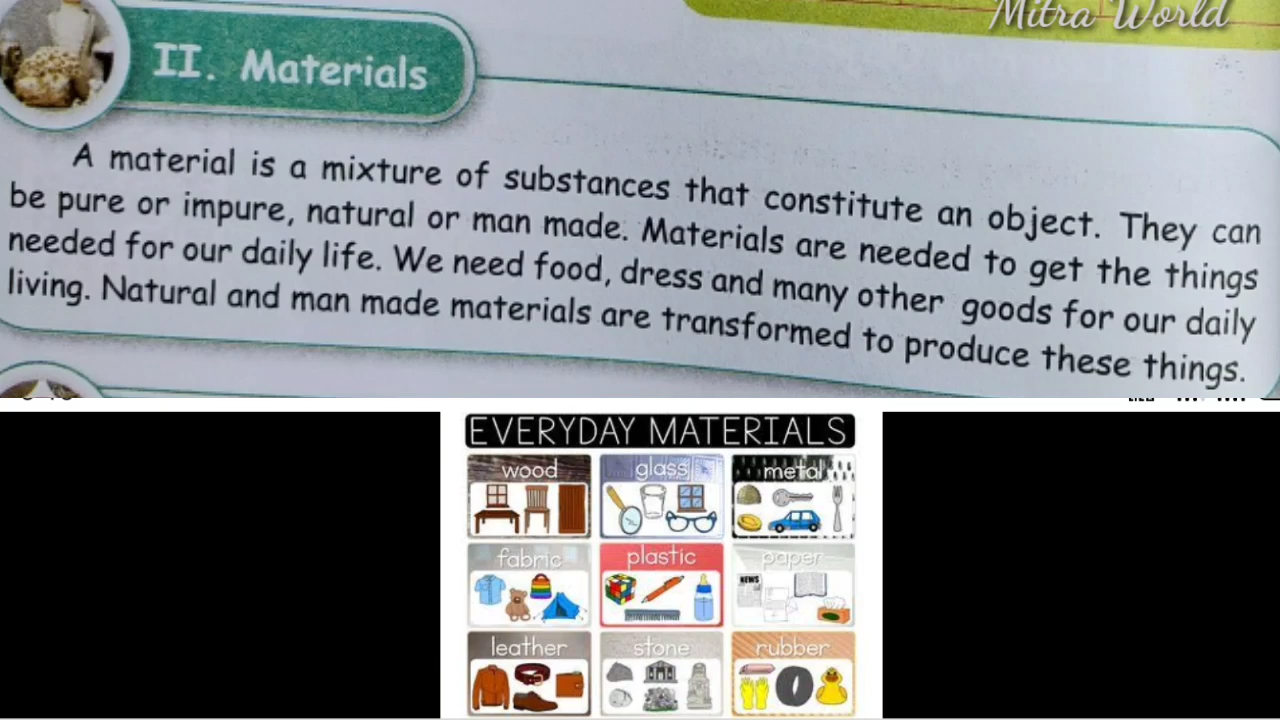 Mitra World
II. Materials
A material is a mixture of substances that constitute an object. They can
be pure or impure, natural or man made. Materials are needed to get the things
needed for our daily life. We need food, dress and many other goods for our daily
living. Natural and man made materials are transformed to produce these things.
EVERYDAY MATERIALS
wood glass metal
fabric plastic paper
NEWS
leather stone rubber